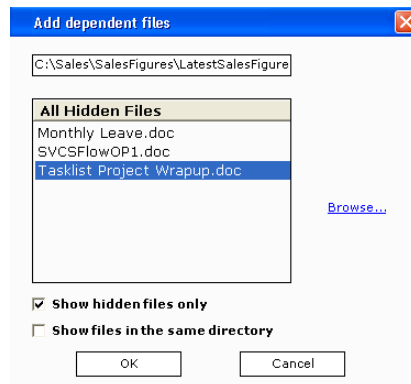 Add dependent files
C:\Sales\SalesFigures\LatestSalesFigure
All Hidden Files
Monthly Leave.doc
SVCSFlowOP1.doc
Tasklist Project Wrapup.doc
Browse...
Show hidden files only
Show files in the same directory
OK Cancel